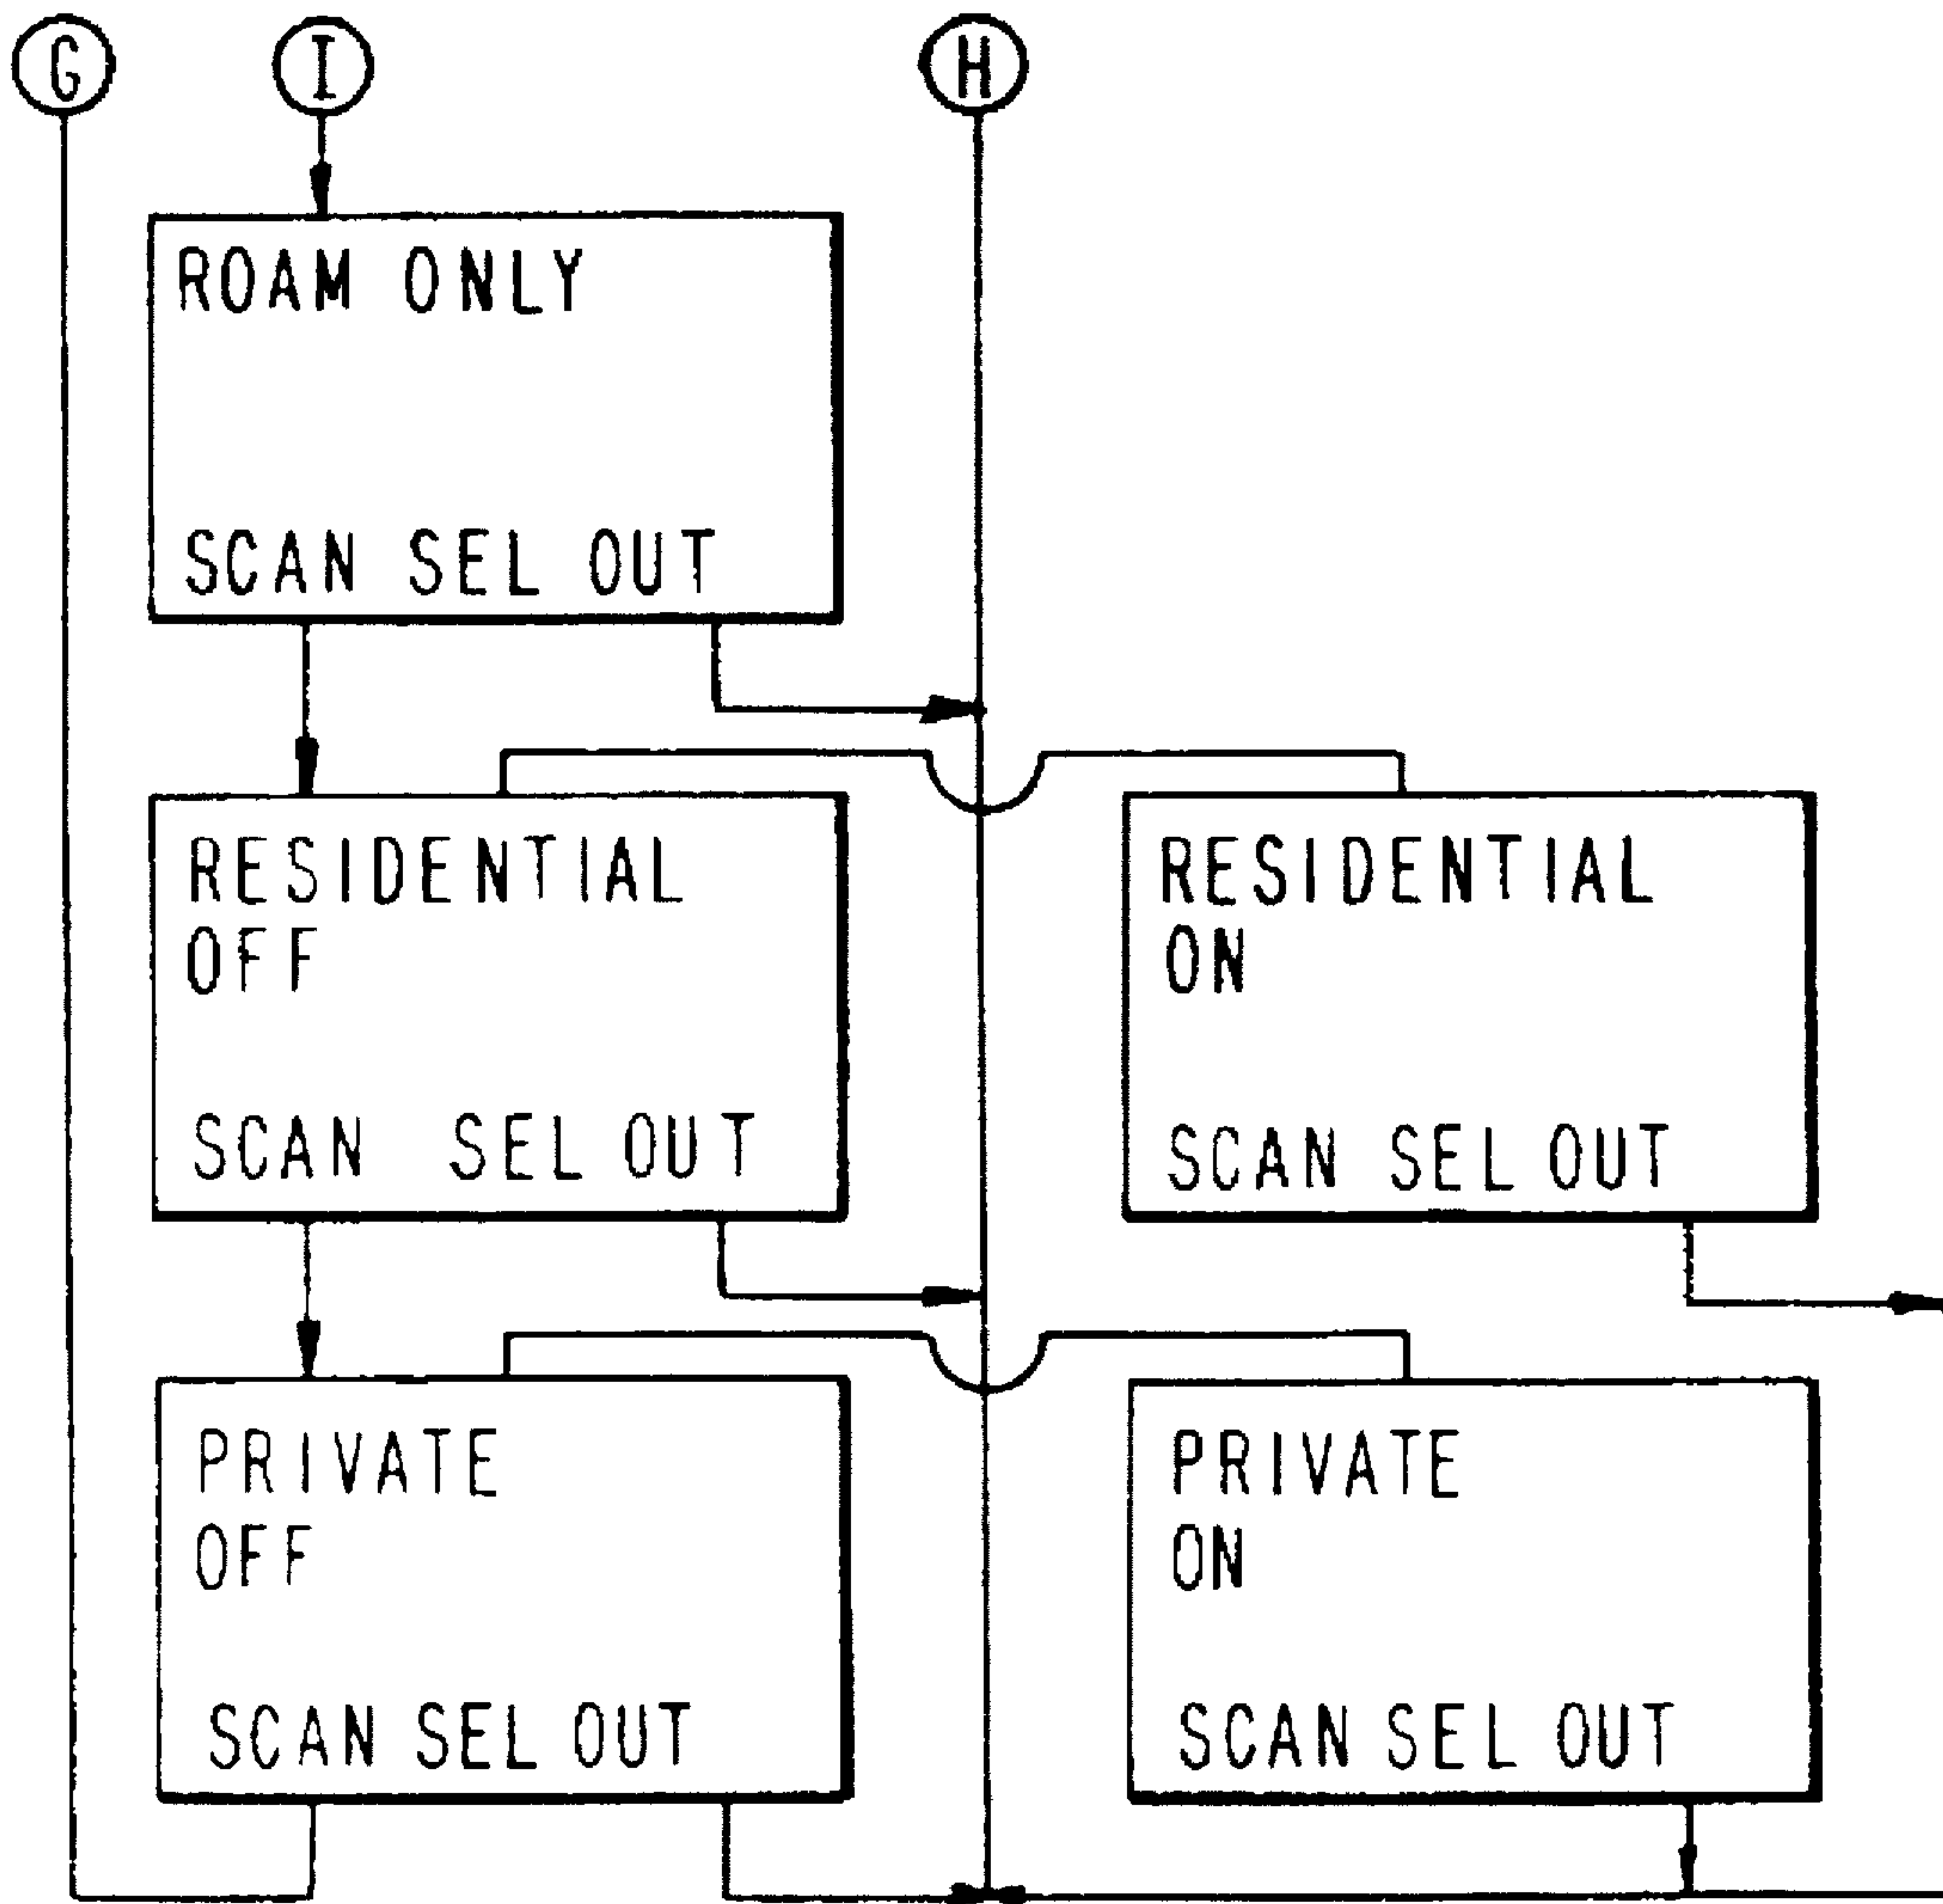 G I H
ROAM ONLY
SCAN SEL OUT
RESIDENTIAL
OFF
SCAN SEL OUT
RESIDENTIAL
ON
SCAN SEL OUT
PRIVATE
OFF
SCAN SEL OUT
PRIVATE
ON
SCAN SEL OUT